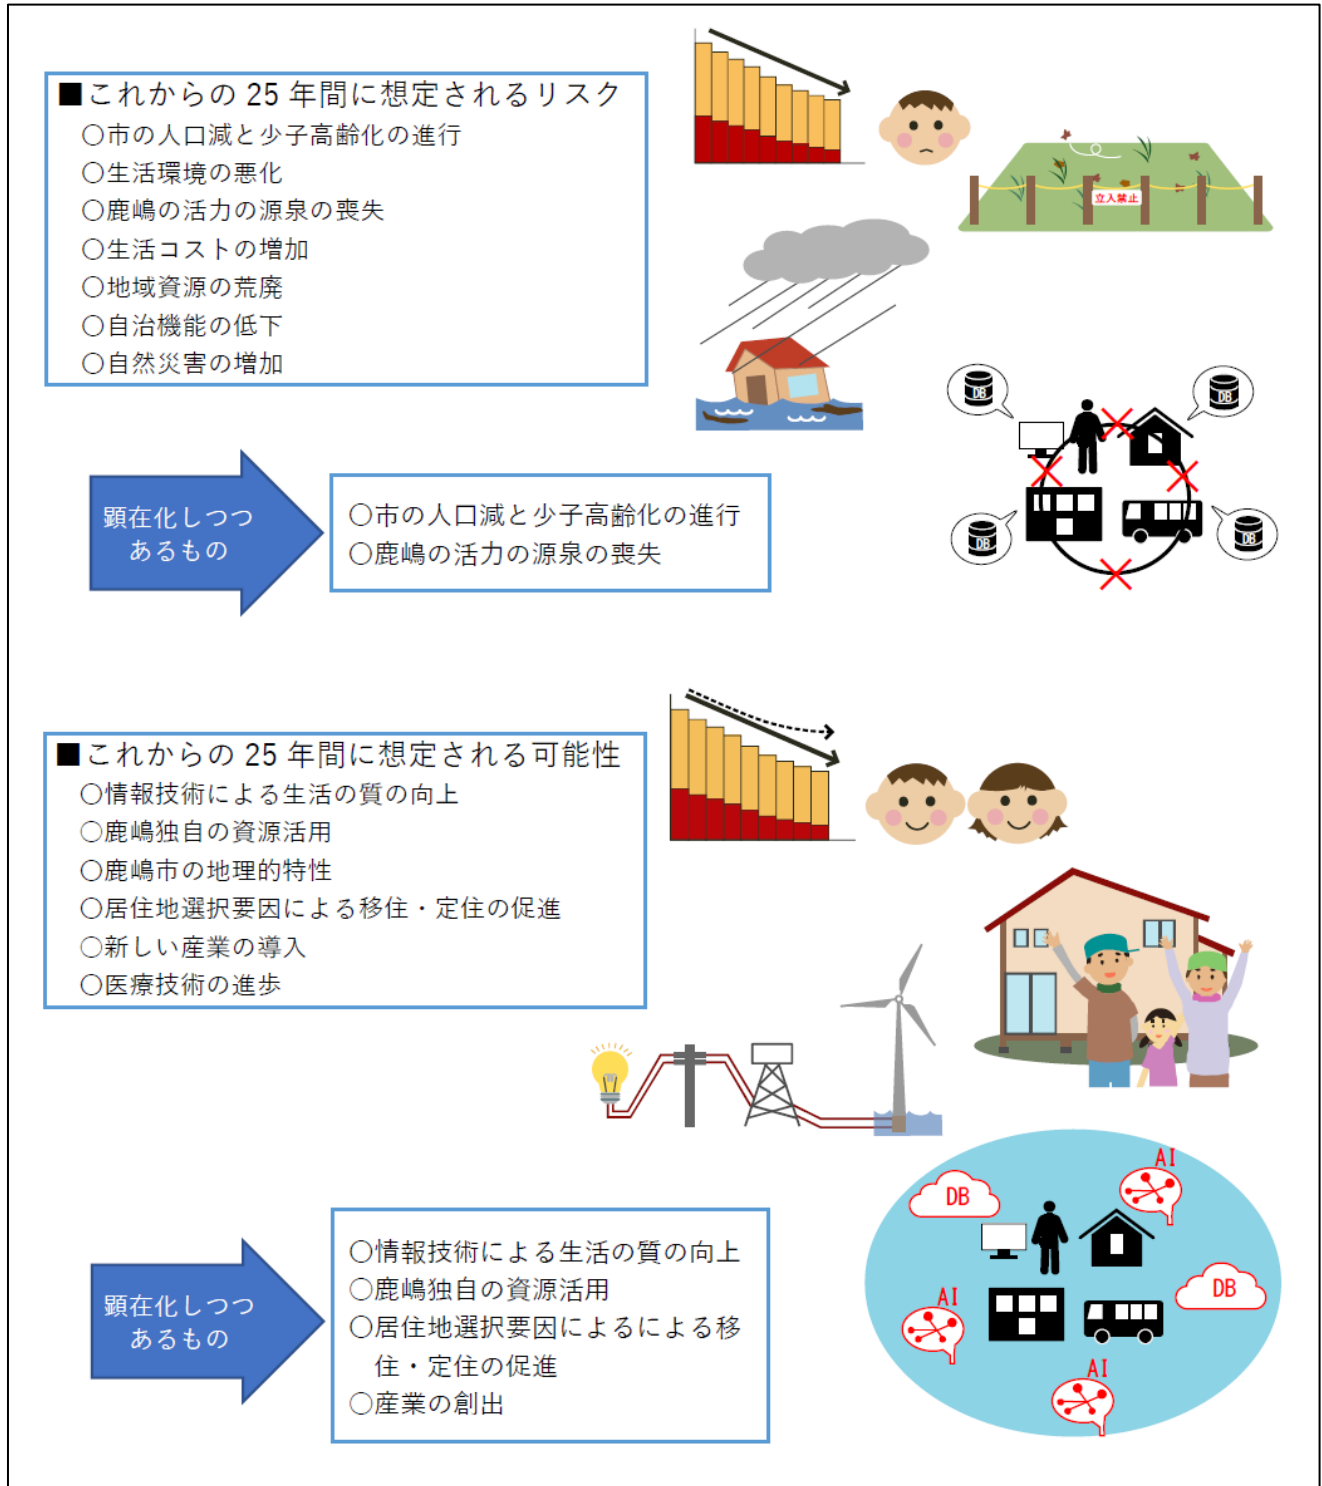 ■これからの 25 年間に想定されるリスク
○市の人口減と少子高齢化の進行
○生活環境の悪化
○鹿嶋の活力の源泉の喪失
○生活コストの増加
○地域資源の荒廃
○自治機能の低下
○自然災害の増加
立入禁止
DB
DB
DB
DB
顕在化しつつ
あるもの
○市の人口減と少子高齢化の進行
○鹿嶋の活力の源泉の喪失
■これからの 25 年間に想定される可能性
○情報技術による生活の質の向上
○鹿嶋独自の資源活用
○鹿嶋市の地理的特性
○居住地選択要因による移住・定住の促進
○新しい産業の導入
○医療技術の進歩
顕在化しつつ
あるもの
○情報技術による生活の質の向上
○鹿嶋独自の資源活用
○居住地選択要因によるによる移
住・定住の促進
○産業の創出
AI
DB
DB
AI
AI